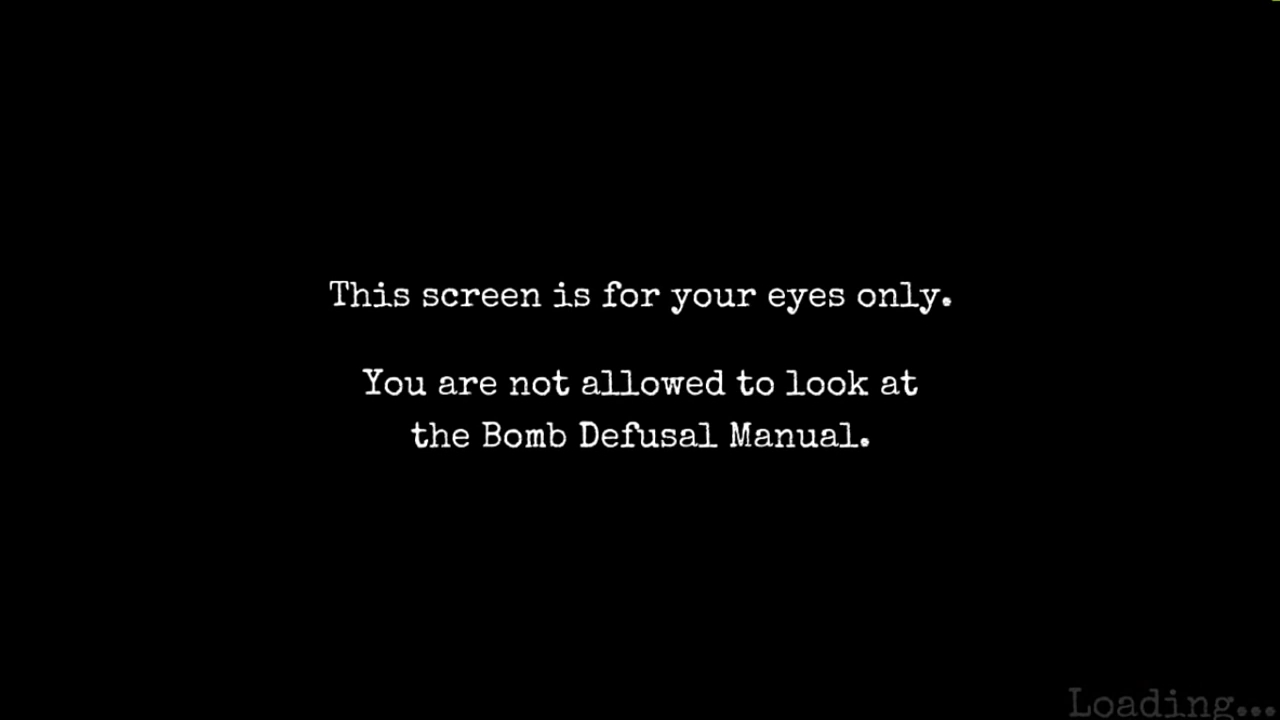 This screen is for your eyes only.
You are not allowed to look at
the Bomb Defusal Manual.
Loading...